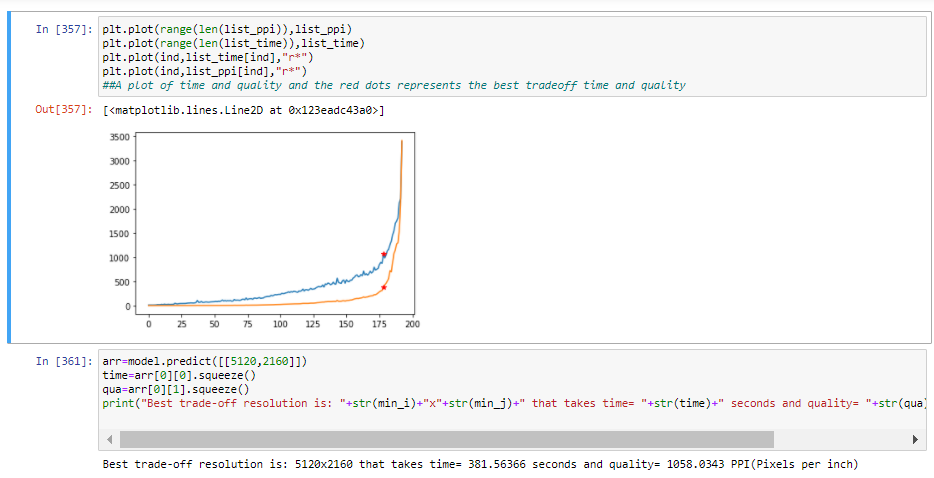 In [357]:
plt.plot(range(len(list_ppi)),list_ppi)
plt.plot(range(len(list_time)),list_time)
plt.plot(ind,list_time[ind],"r*")
plt.plot(ind,list_ppi[ind],"r*")
##A plot of time and quality and the red dots represents the best tradeoff time and quality
Out[357]: [<matplotlib.lines.Line2D at 0x123eadc43a0>]
3500
3000
2500
2000
1500
1000
500
0
0 25 50 75 100 125 150 175 200
In [361]:
arr=model.predict([[5120,2160]])
time=arr[0][0].squeeze()
qua=arr[0][1].squeeze()
print("Best trade-off resolution is: "+str(min_i)+"x"+str(min_j)+" that takes time= "+str(time)+" seconds and quality= "+str(qua)
Best trade-off resolution is: 5120x2160 that takes time= 381.56366 seconds and quality= 1058.0343 PPI(Pixels per inch)